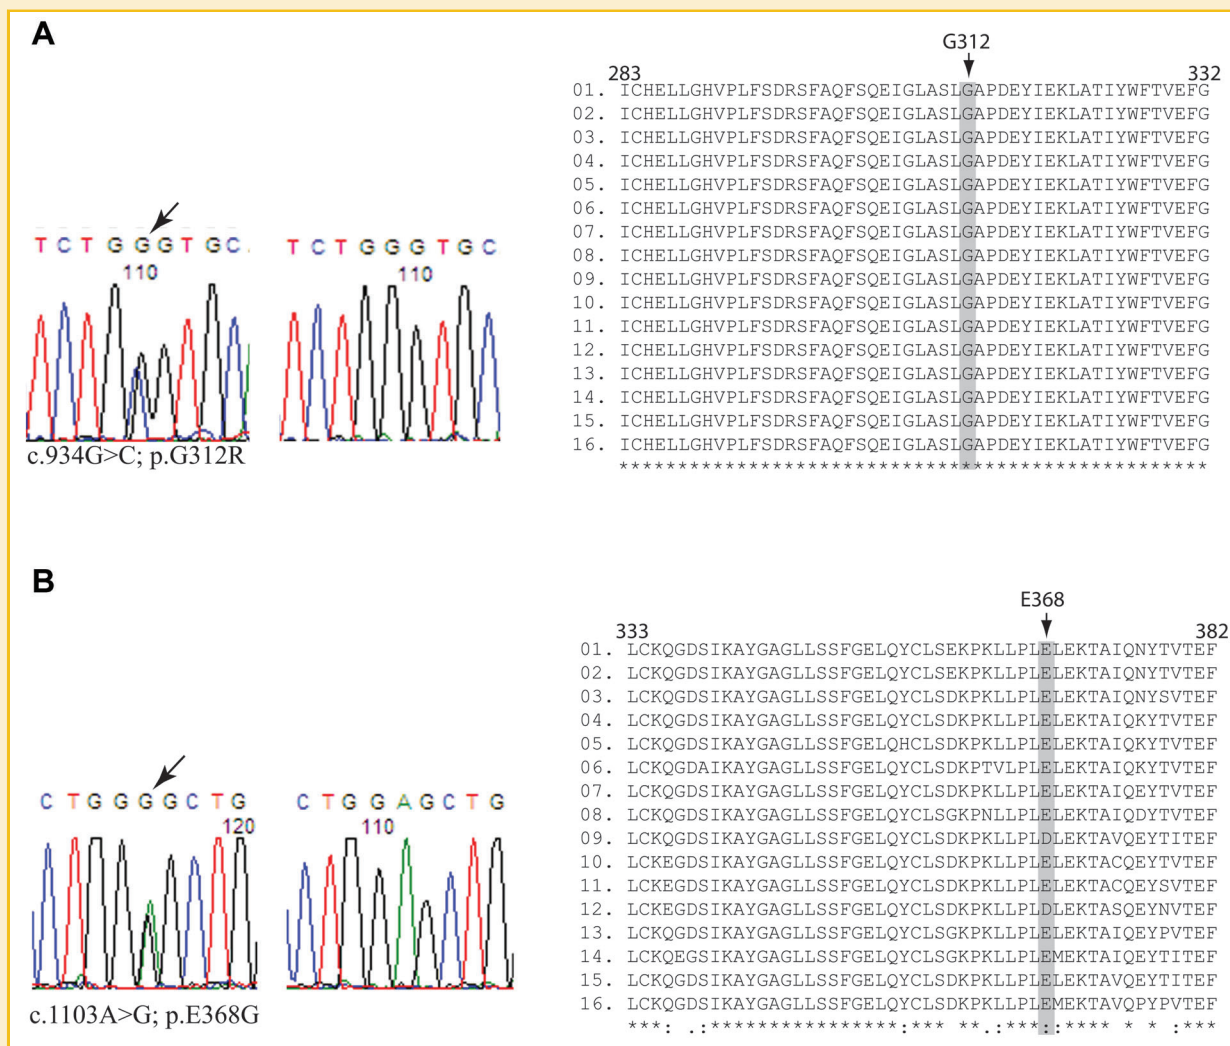 A
G312
283 332
01. ICHELLGHVPLFSDRSFAQFSQEIGLASLGAPDEYIEKLATIYWFTVEFG
02. ICHELLGHVPLFSDRSFAQFSQEIGLASLGAPDEYIEKLATIYWFTVEFG
03. ICHELLGHVPLFSDRSFAQFSQEIGLASLGAPDEYIEKLATIYWFTVEFG
04. ICHELLGHVPLFSDRSFAQFSQEIGLASLGAPDEYIEKLATIYWFTVEFG
05. ICHELLGHVPLFSDRSFAQFSQEIGLASLGAPDEYIEKLATIYWFTVEFG
06. ICHELLGHVPLFSDRSFAQFSQEIGLASLGAPDEYIEKLATIYWFTVEFG
07. ICHELLGHVPLFSDRSFAQFSQEIGLASLGAPDEYIEKLATIYWFTVEFG
08. ICHELLGHVPLFSDRSFAQFSQEIGLASLGAPDEYIEKLATIYWFTVEFG
09. ICHELLGHVPLFSDRSFAQFSQEIGLASLGAPDEYIEKLATIYWFTVEFG
10. ICHELLGHVPLFSDRSFAQFSQEIGLASLGAPDEYIEKLATIYWFTVEFG
11. ICHELLGHVPLFSDRSFAQFSQEIGLASLGAPDEYIEKLATIYWFTVEFG
12. ICHELLGHVPLFSDRSFAQFSQEIGLASLGAPDEYIEKLATIYWFTVEFG
13. ICHELLGHVPLFSDRSFAQFSQEIGLASLGAPDEYIEKLATIYWFTVEFG
14. ICHELLGHVPLFSDRSFAQFSQEIGLASLGAPDEYIEKLATIYWFTVEFG
15. ICHELLGHVPLFSDRSFAQFSQEIGLASLGAPDEYIEKLATIYWFTVEFG
16. ICHELLGHVPLFSDRSFAQFSQEIGLASLGAPDEYIEKLATIYWFTVEFG
**************************************************
T C T G G G T G C
110
T C T G G G T G C
110
c.934G>C; p.G312R
B
E368
333 382
01. LCKQGDSIKAYGAGLLSSFGELQYCLSEKPKLLPLELEKTAIQNYTVTEF
02. LCKQGDSIKAYGAGLLSSFGELQYCLSEKPKLLPLELEKTAIQNYTVTEF
03. LCKQGDSIKAYGAGLLSSFGELQYCLSDKPKLLPLELEKTAIQNYSVTEF
04. LCKQGDSIKAYGAGLLSSFGELQYCLSDKPKLLPLELEKTAIQKYTVTEF
05. LCKQGDSIKAYGAGLLSSFGELQHCLSDKPKLLPLELEKTAIQKYTVTEF
06. LCKQGDAIKAYGAGLLSSFGELQYCLSDKPTVLPLELEKTAIQKYTVTEF
07. LCKQGDSIKAYGAGLLSSFGELQYCLSDKPKLLPLELEKTAIQEYTVTEF
08. LCKQGDSIKAYGAGLLSSFGELQYCLSGKPNLLPLELEKTAIQDYTVTEF
09. LCKQGDSIKAYGAGLLSSFGELQYCLSDKPKLLPLDLEKTAVQEYTITEF
10. LCKEGDSIKAYGAGLLSSFGELQYCLSDKPKLLPLELEKTACQEYTVTEF
11. LCKEGDSIKAYGAGLLSSFGELQYCLSDKPKLLPLELEKTACQEYSVTEF
12. LCKEGDSIKAYGAGLLSSFGELQYCLSDKPKLLPLDLEKTASQEYNVTEF
13. LCKQGDSIKAYGAGLLSSFGELQYCLSGKPKLLPLELEKTAIQEYPVTEF
14. LCKQEGSIKAYGAGLLSSFGELQYCLSGKPKLLPLEMEKTAIQEYTITEF
15. LCKQGDSIKAYGAGLLSSFGELQYCLSDKPKLLPLELEKTAVQEYTITEF
16. LCKQGDSIKAYGAGLLSSFGELQYCLSDKPKLLPLEMEKTAVQPYPVTEF
***: .:****************:*** **.:***::**** * * :***
C T G G G G C T G
120
C T G G A G C T G
110
c.1103A>G; p.E368G